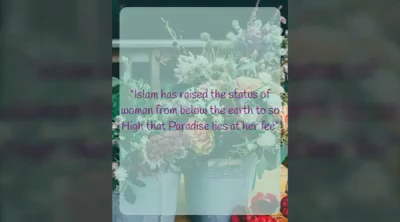 "Islam has raised the status of
woman from below the earth to so
High that Paradise lies at her fee"